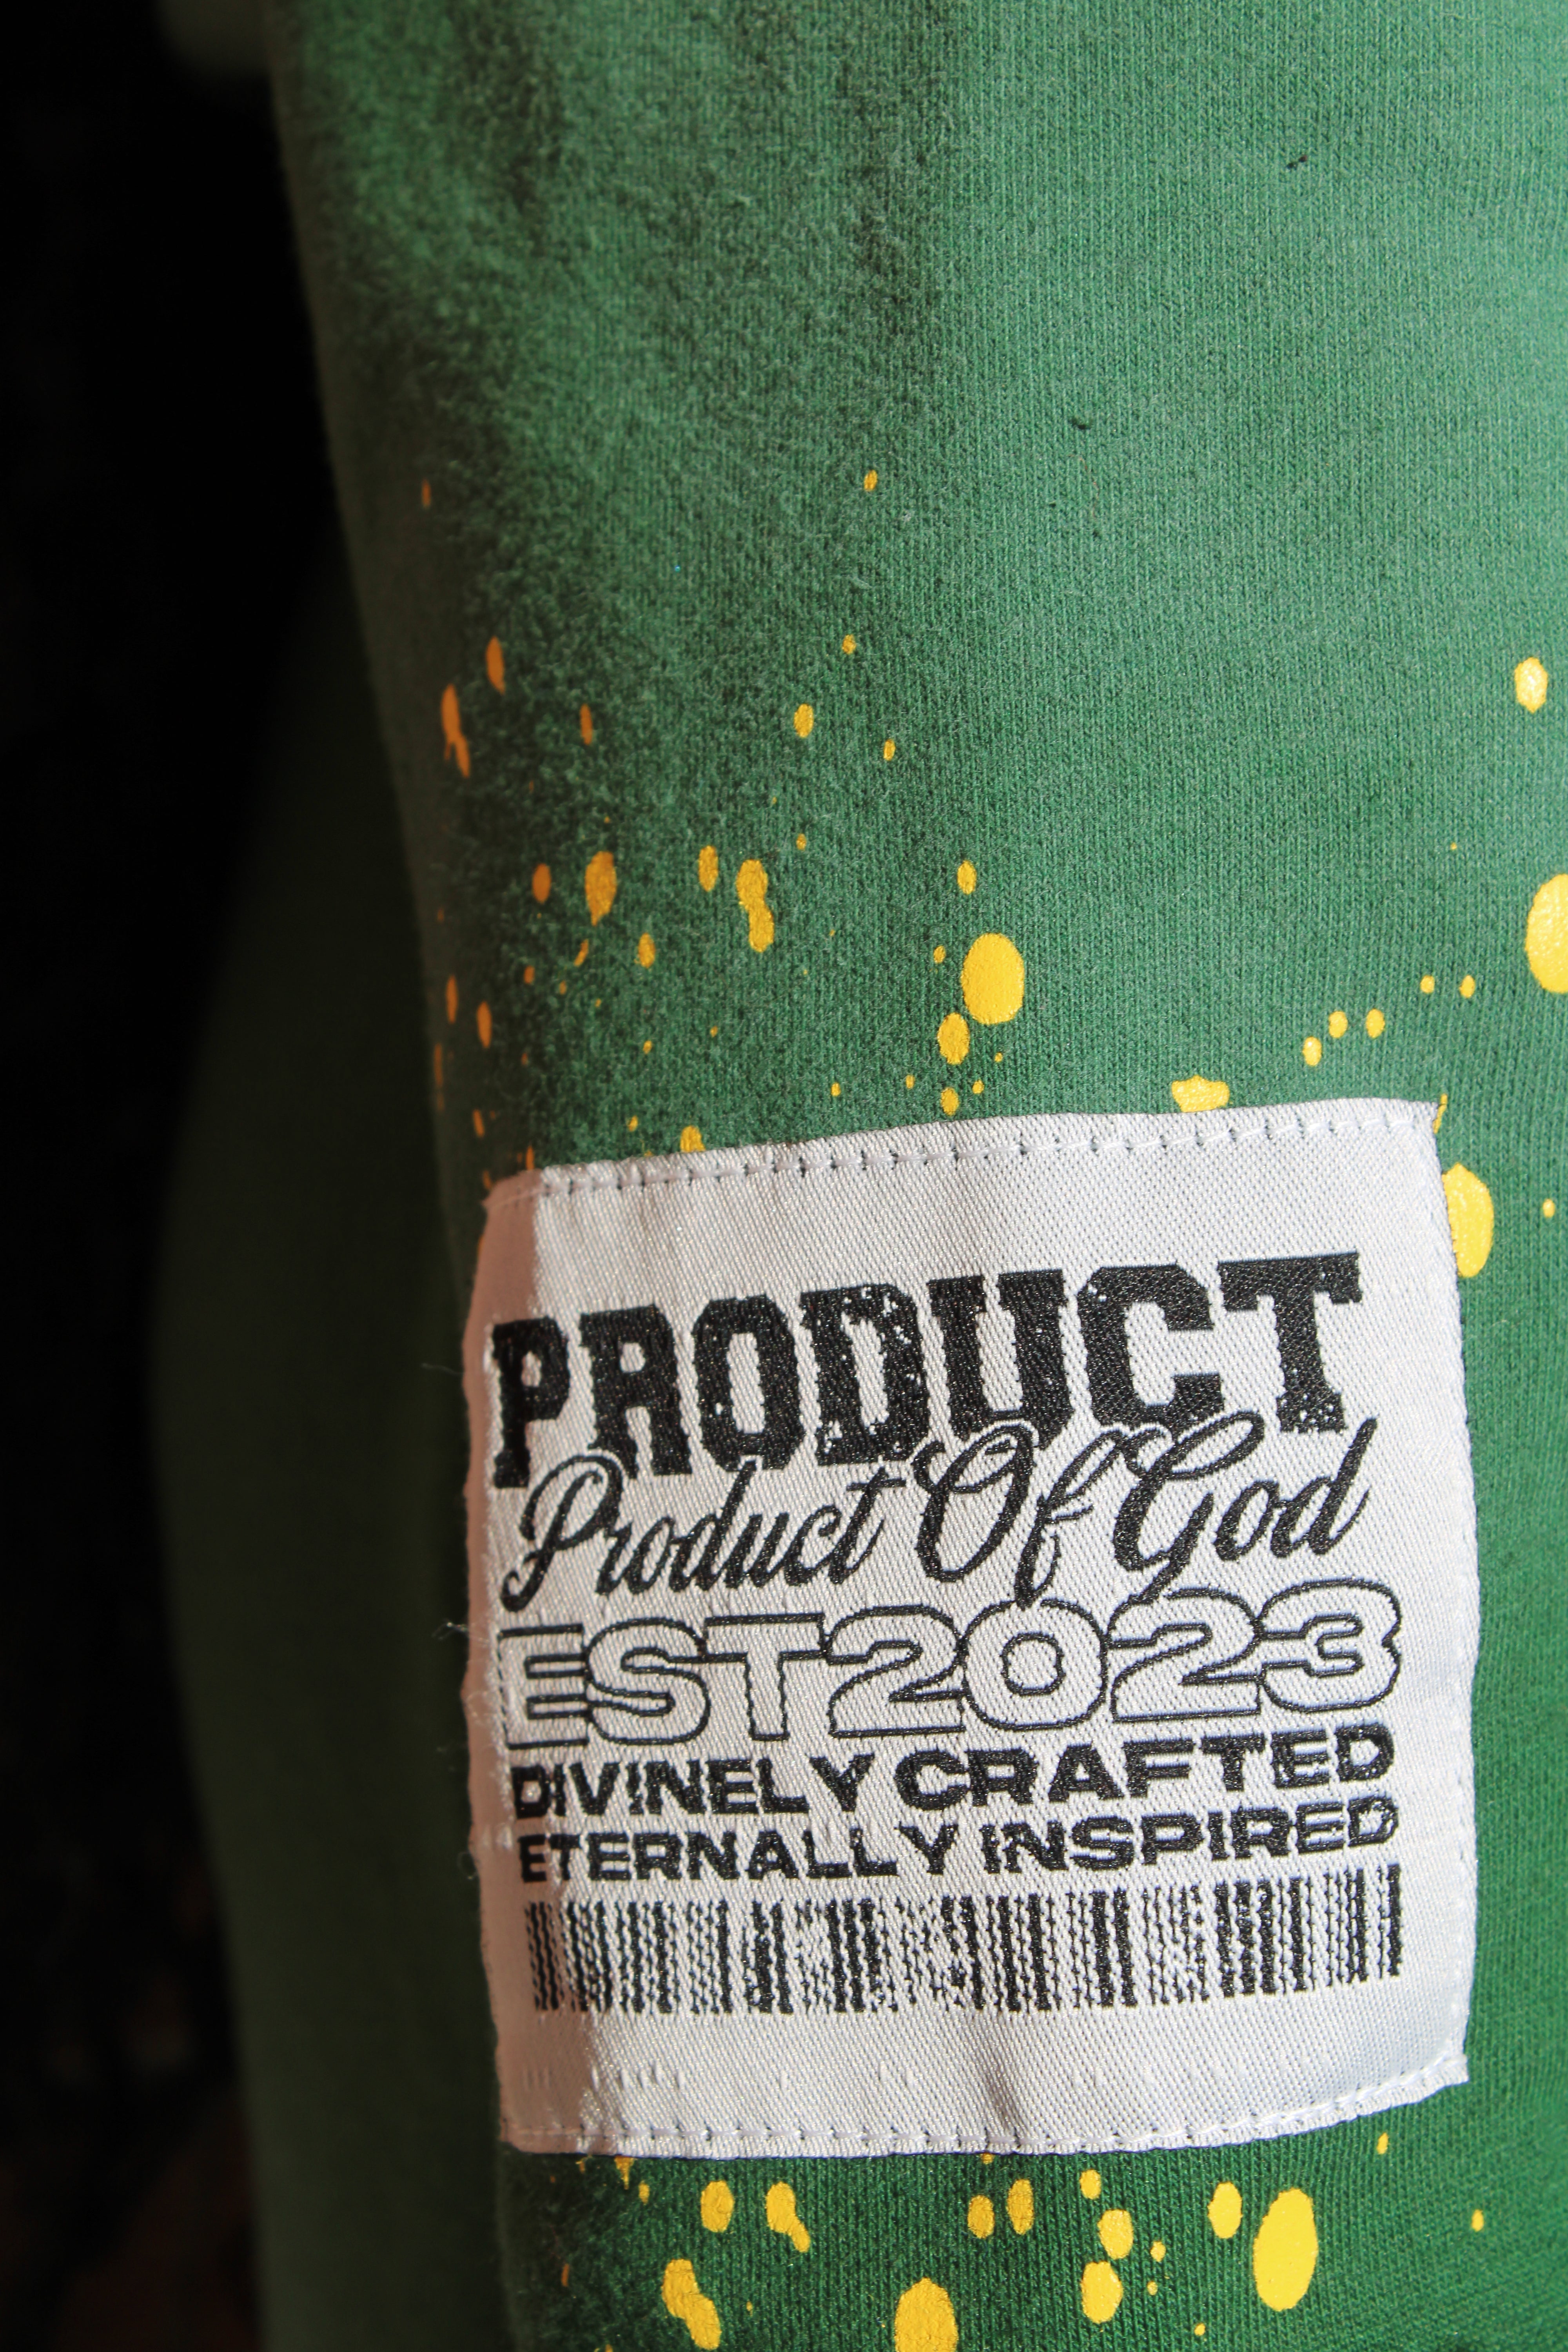 PRODUCT
Product Of God
EST2023
DIVINELY CRAFTED
ETERNALLY INSPIRED